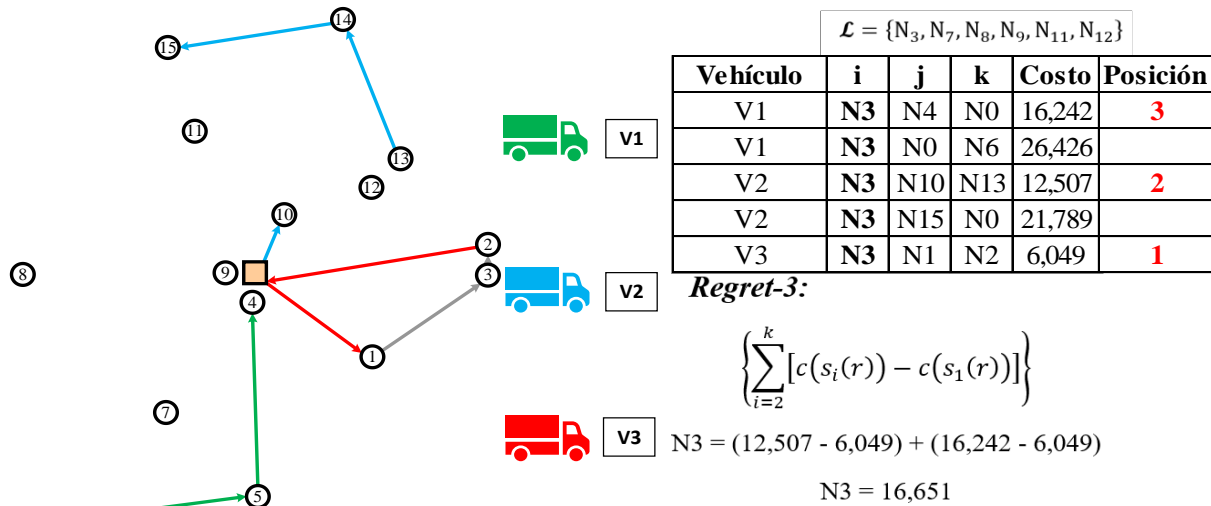 14
15
11
13
12
10
2
8
9
3
4
1
7
5
V1
V2
V3
𝓛 = {N₃, N₇, N₈, N₉, N₁₁, N₁₂}
Vehículo i j k Costo Posición
V1 N3 N4 N0 16,242 3
V1 N3 N0 N6 26,426
V2 N3 N10 N13 12,507 2
V2 N3 N15 N0 21,789
V3 N3 N1 N2 6,049 1
Regret-3:
{∑_{i=2}^{k} [c(s_i(r)) − c(s_1(r))]}
N3 = (12,507 - 6,049) + (16,242 - 6,049)
N3 = 16,651